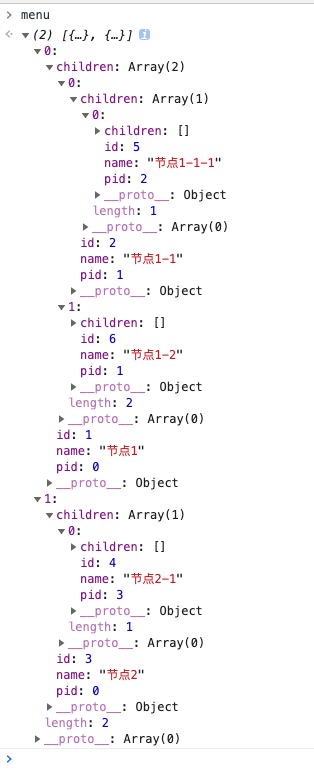 menu
(2) [{…}, {…}] i
0:
children: Array(2)
0:
children: Array(1)
0:
children: []
id: 5
name: "节点1-1-1"
pid: 2
__proto__: Object
length: 1
__proto__: Array(0)
id: 2
name: "节点1-1"
pid: 1
__proto__: Object
1:
children: []
id: 6
name: "节点1-2"
pid: 1
__proto__: Object
length: 2
__proto__: Array(0)
id: 1
name: "节点1"
pid: 0
__proto__: Object
1:
children: Array(1)
0:
children: []
id: 4
name: "节点2-1"
pid: 3
__proto__: Object
length: 1
__proto__: Array(0)
id: 3
name: "节点2"
pid: 0
__proto__: Object
length: 2
__proto__: Array(0)